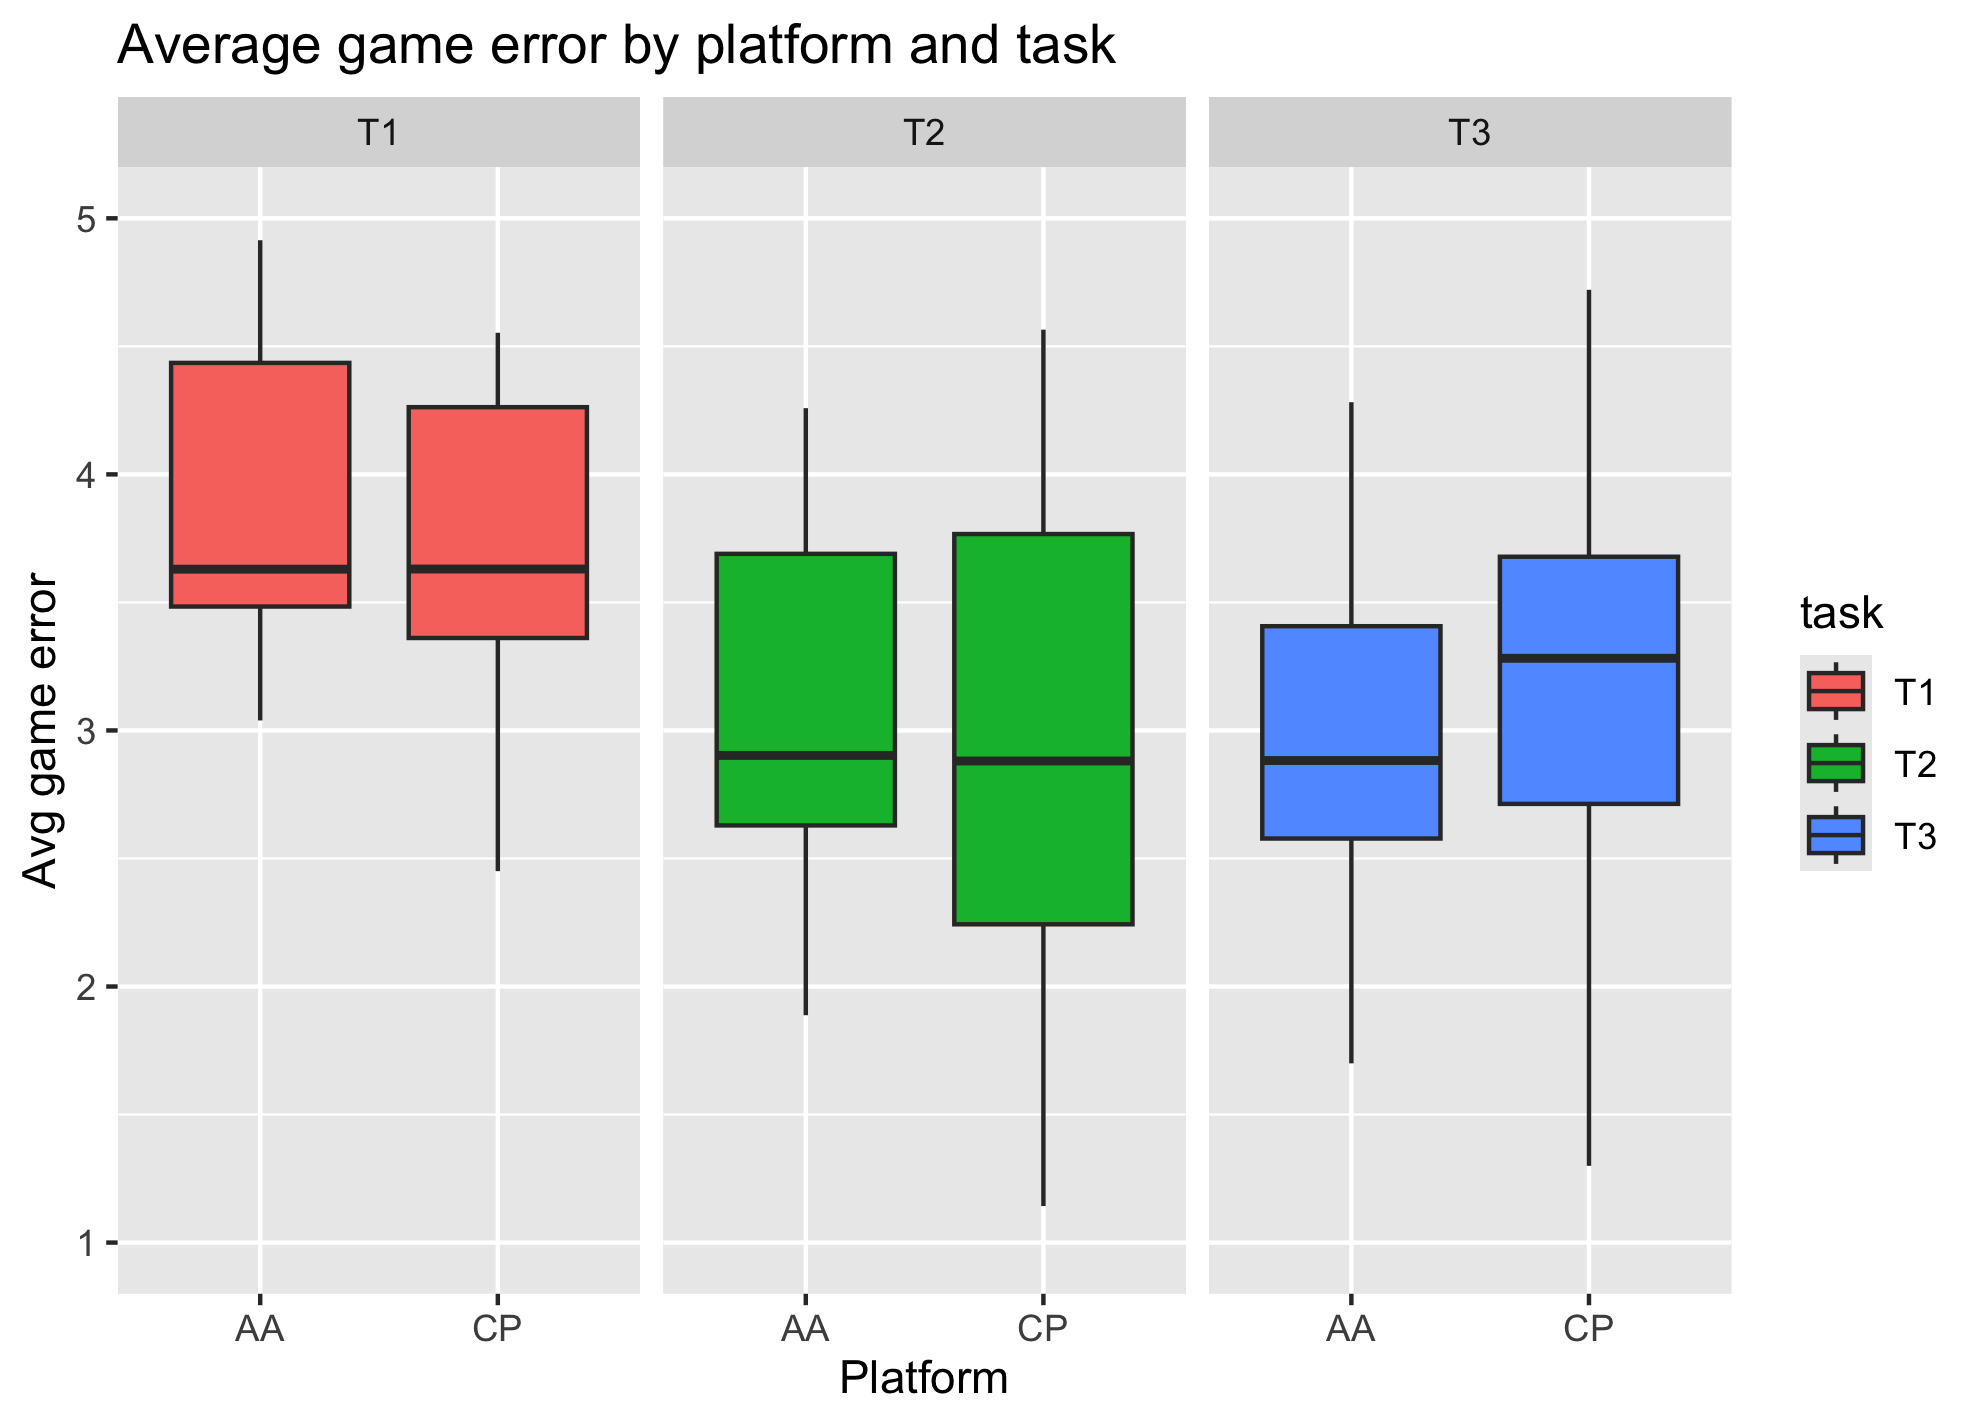 Average game error by platform and task
T1
T2
T3
5
4
3
2
1
Avg game error
AA
CP
AA
CP
AA
CP
Platform
task
T1
T2
T3